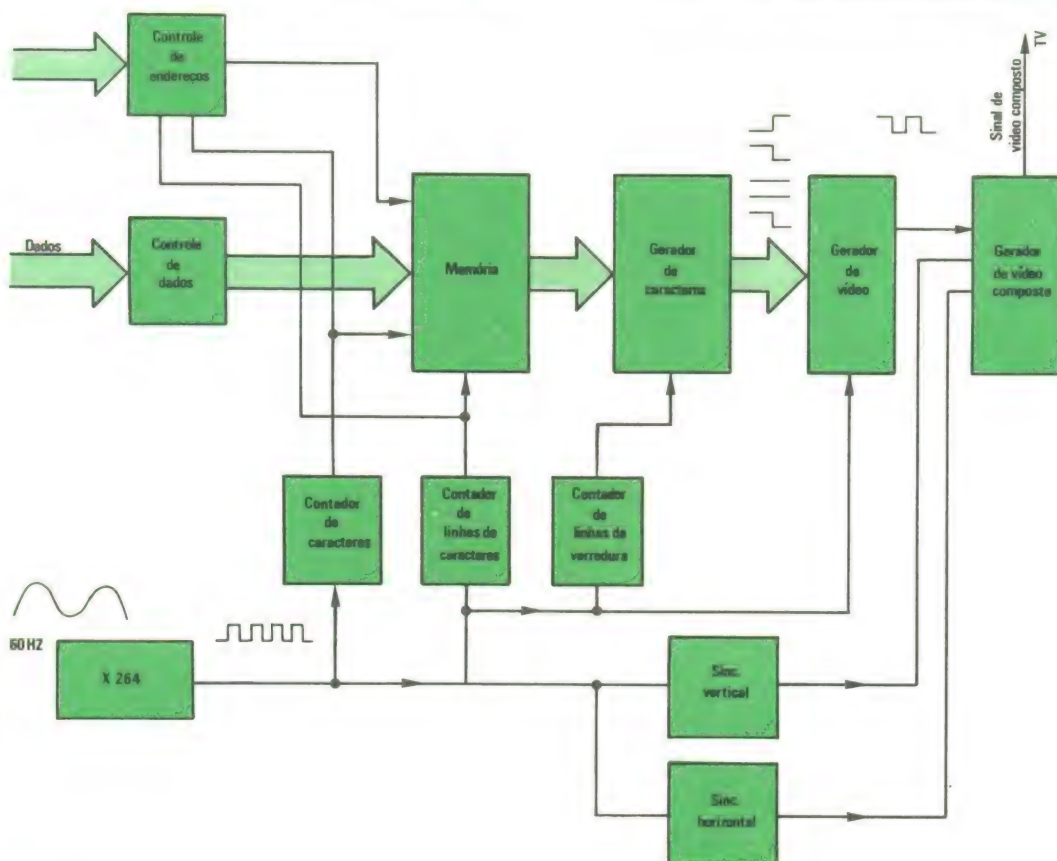 Controle
de
endereços
TV
Sinal de
vídeo composto
Dados
Controle
de
dados
Memória
Gerador
de
caracteres
Gerador
de
vídeo
Gerador
de vídeo
composto
Contador
de
caracteres
Contador
de
linhas de
caracteres
Contador
de
linhas de
varredura
60 HZ
X 264
Sinc.
vertical
Sinc.
horizontal